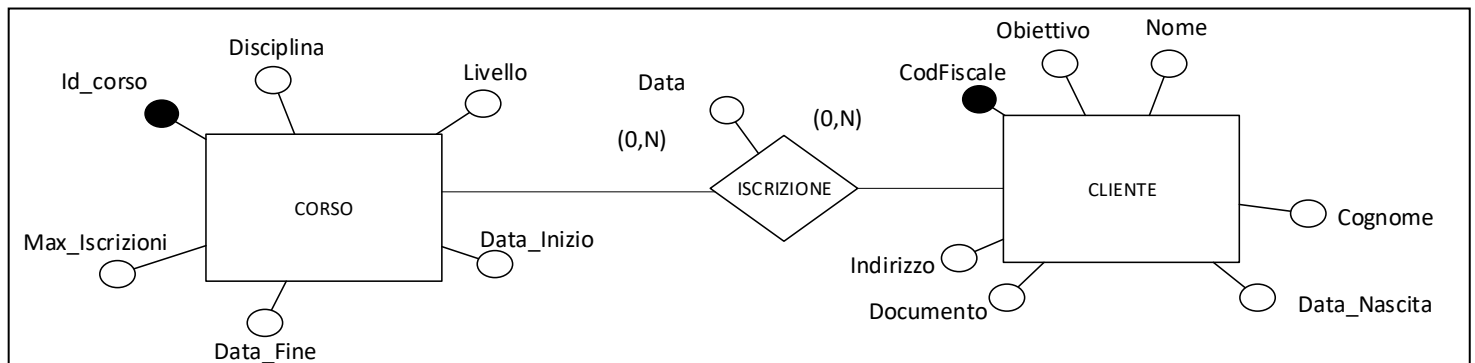 Disciplina
Id_corso
Livello
CORSO
Max_Iscrizioni
Data_Inizio
Data_Fine
Data
(0,N)
(0,N)
ISCRIZIONE
Obiettivo
Nome
CodFiscale
CLIENTE
Cognome
Indirizzo
Documento
Data_Nascita